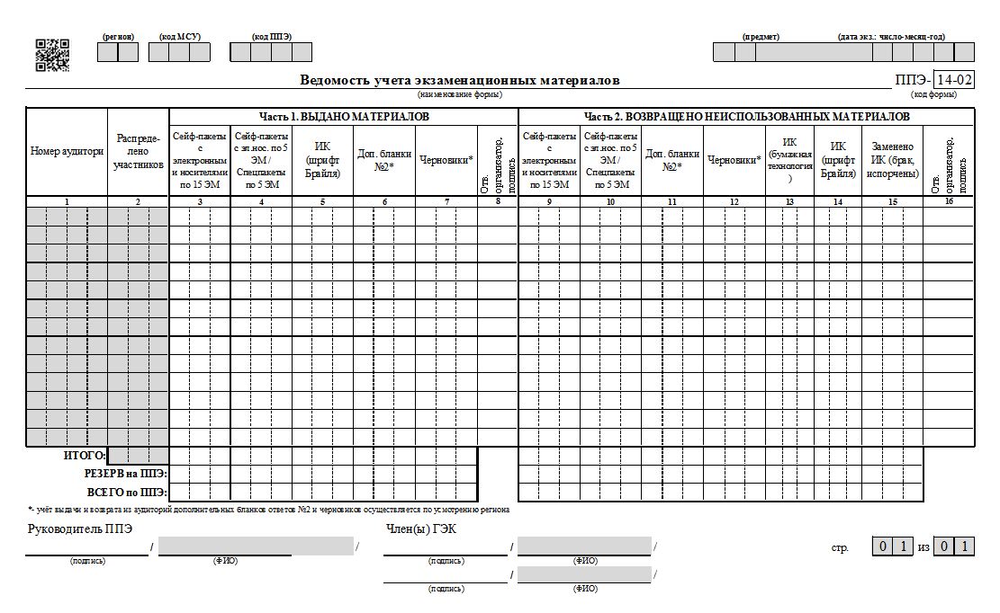 (регион) (код МСУ) (код ППЭ) (предмет) (дата экз.: число-месяц-год)
Ведомость учета экзаменационных материалов ППЭ- 14-02
(наименование формы) (код формы)
Часть 1. ВЫДАНО МАТЕРИАЛОВ Часть 2. ВОЗВРАЩЕНО НЕИСПОЛЬЗОВАННЫХ МАТЕРИАЛОВ
Номер аудитори
Распреде-
лено
участников
Сейф-пакеты
с
электронным
и носителями
по 15 ЭМ
Сейф-пакеты
с эл.нос. по 5
ЭМ /
Спецпакеты
по 5 ЭМ
ИК
(шрифт
Брайля)
Доп. бланки
№2*
Черновики*
Отв.
организатор,
подпись
Сейф-пакеты
с
электронным
и носителями
по 15 ЭМ
Сейф-пакеты
с эл.нос. по 5
ЭМ /
Спецпакеты
по 5 ЭМ
Доп. бланки
№2*
Черновики*
ИК
(бумажная
технология
)
ИК
(шрифт
Брайля)
Заменено
ИК (брак,
испорчены)
Отв.
организатор,
подпись
1 2 3 4 5 6 7 8 9 10 11 12 13 14 15 16
ИТОГО:
РЕЗЕРВ на ППЭ:
ВСЕГО по ППЭ:
*- учёт выдачи и возврата из аудиторий дополнительных бланков ответов №2 и черновиков осуществляется по усмотрению региона
Руководитель ППЭ Член(ы) ГЭК
/ / / / стр. 0 1 из 0 1
(подпись) (ФИО) (подпись) (ФИО)
/ /
(подпись) (ФИО)